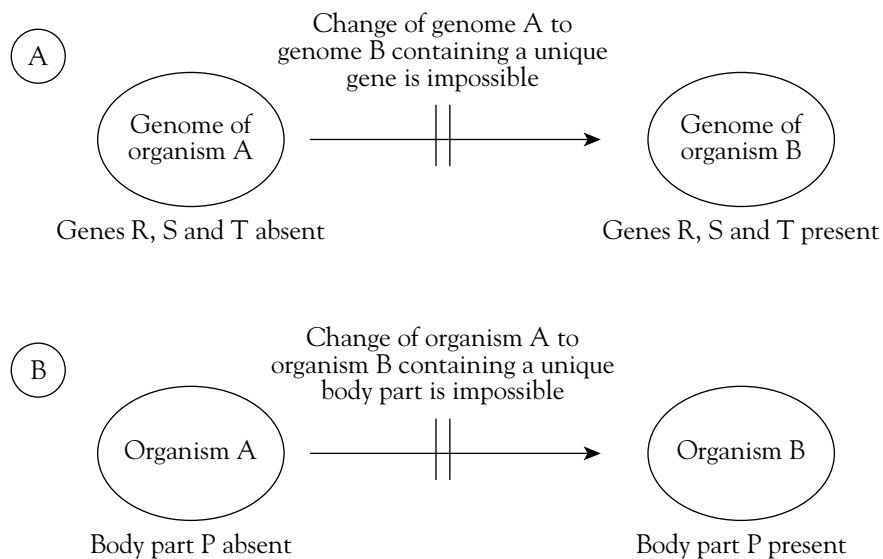 A
Change of genome A to
genome B containing a unique
gene is impossible
Genome of
organism A
Genome of
organism B
Genes R, S and T absent
Genes R, S and T present
B
Change of organism A to
organism B containing a unique
body part is impossible
Organism A
Organism B
Body part P absent
Body part P present